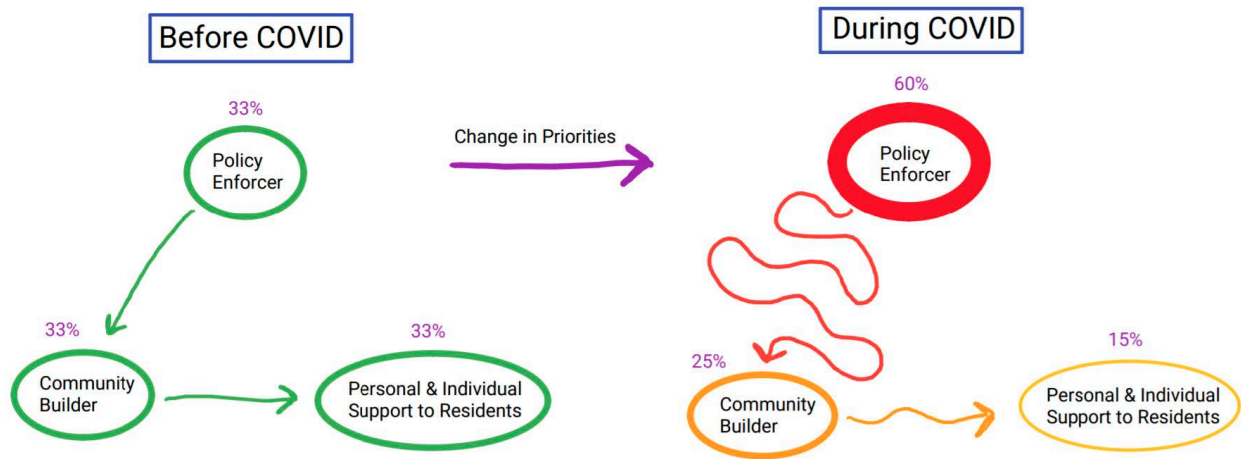 Before COVID
During COVID
33%
Policy
Enforcer
Change in Priorities
60%
Policy
Enforcer
33%
Community
Builder
33%
Personal & Individual
Support to Residents
25%
Community
Builder
15%
Personal & Individual
Support to Residents